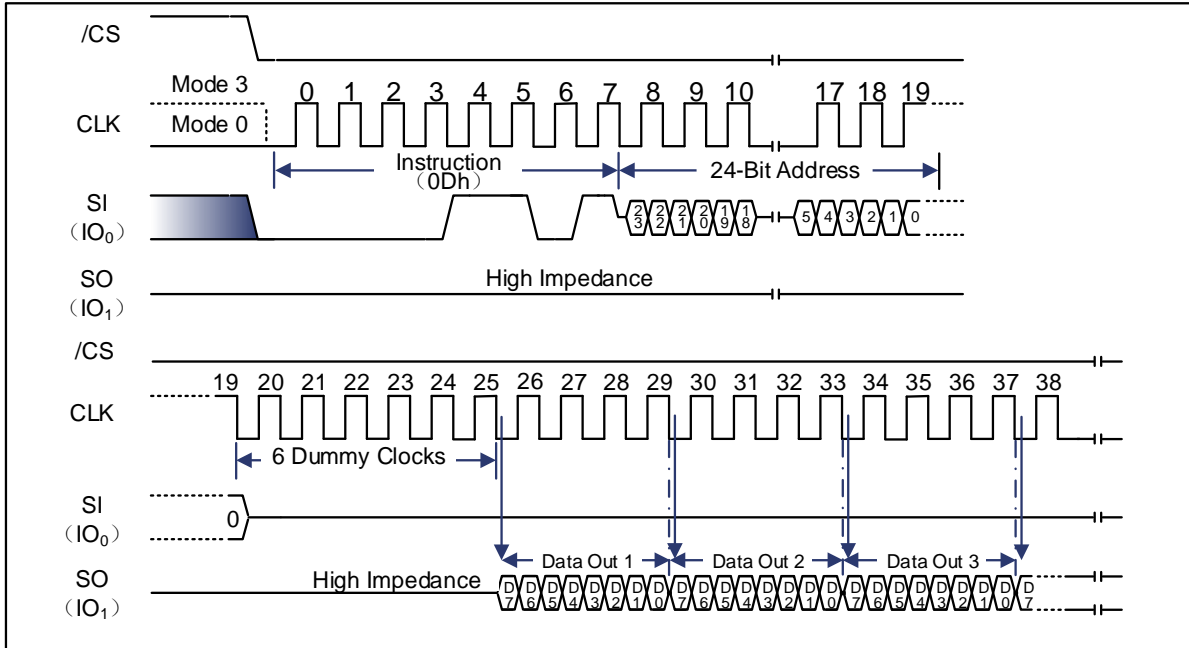 /CS
Mode 3
0 1 2 3 4 5 6 7 8 9 10 17 18 19
CLK
Mode 0
Instruction
（0Dh）
24-Bit Address
SI
（IO0）
23 22 21 20 19 18 5 4 3 2 1 0
SO
（IO1）
High Impedance
/CS
19 20 21 22 23 24 25 26 27 28 29 30 31 32 33 34 35 36 37 38
CLK
6 Dummy Clocks
SI
（IO0）
0
Data Out 1 Data Out 2 Data Out 3
SO
（IO1）
High Impedance
D7 D6 D5 D4 D3 D2 D1 D0 D7 D6 D5 D4 D3 D2 D1 D0 D7 D6 D5 D4 D3 D2 D1 D0 D7